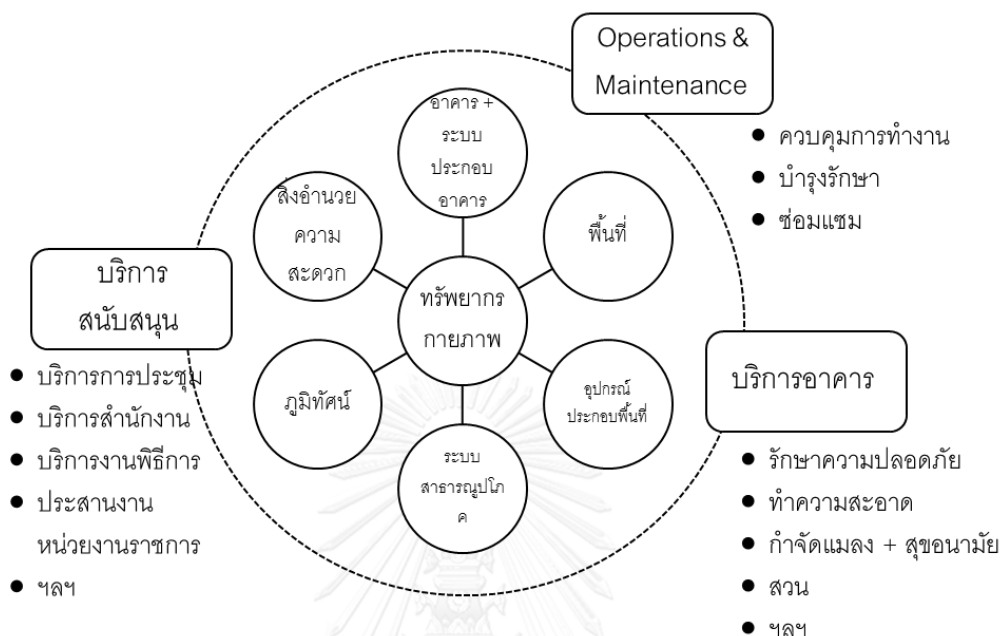 Operations &
Maintenance
● ควบคุมการทำงาน
● บำรุงรักษา
● ซ่อมแซม
อาคาร +
ระบบ
ประกอบ
อาคาร
สิ่งอำนวย
ความ
สะดวก
พื้นที่
ทรัพยากร
กายภาพ
ภูมิทัศน์
อุปกรณ์
ประกอบพื้นที่
ระบบ
สาธารณูปโภ
ค
บริการ
สนับสนุน
● บริการการประชุม
● บริการสำนักงาน
● บริการงานพิธีการ
● ประสานงาน
หน่วยงานราชการ
● ฯลฯ
บริการอาคาร
● รักษาความปลอดภัย
● ทำความสะอาด
● กำจัดแมลง + สุขอนามัย
● สวน
● ฯลฯ